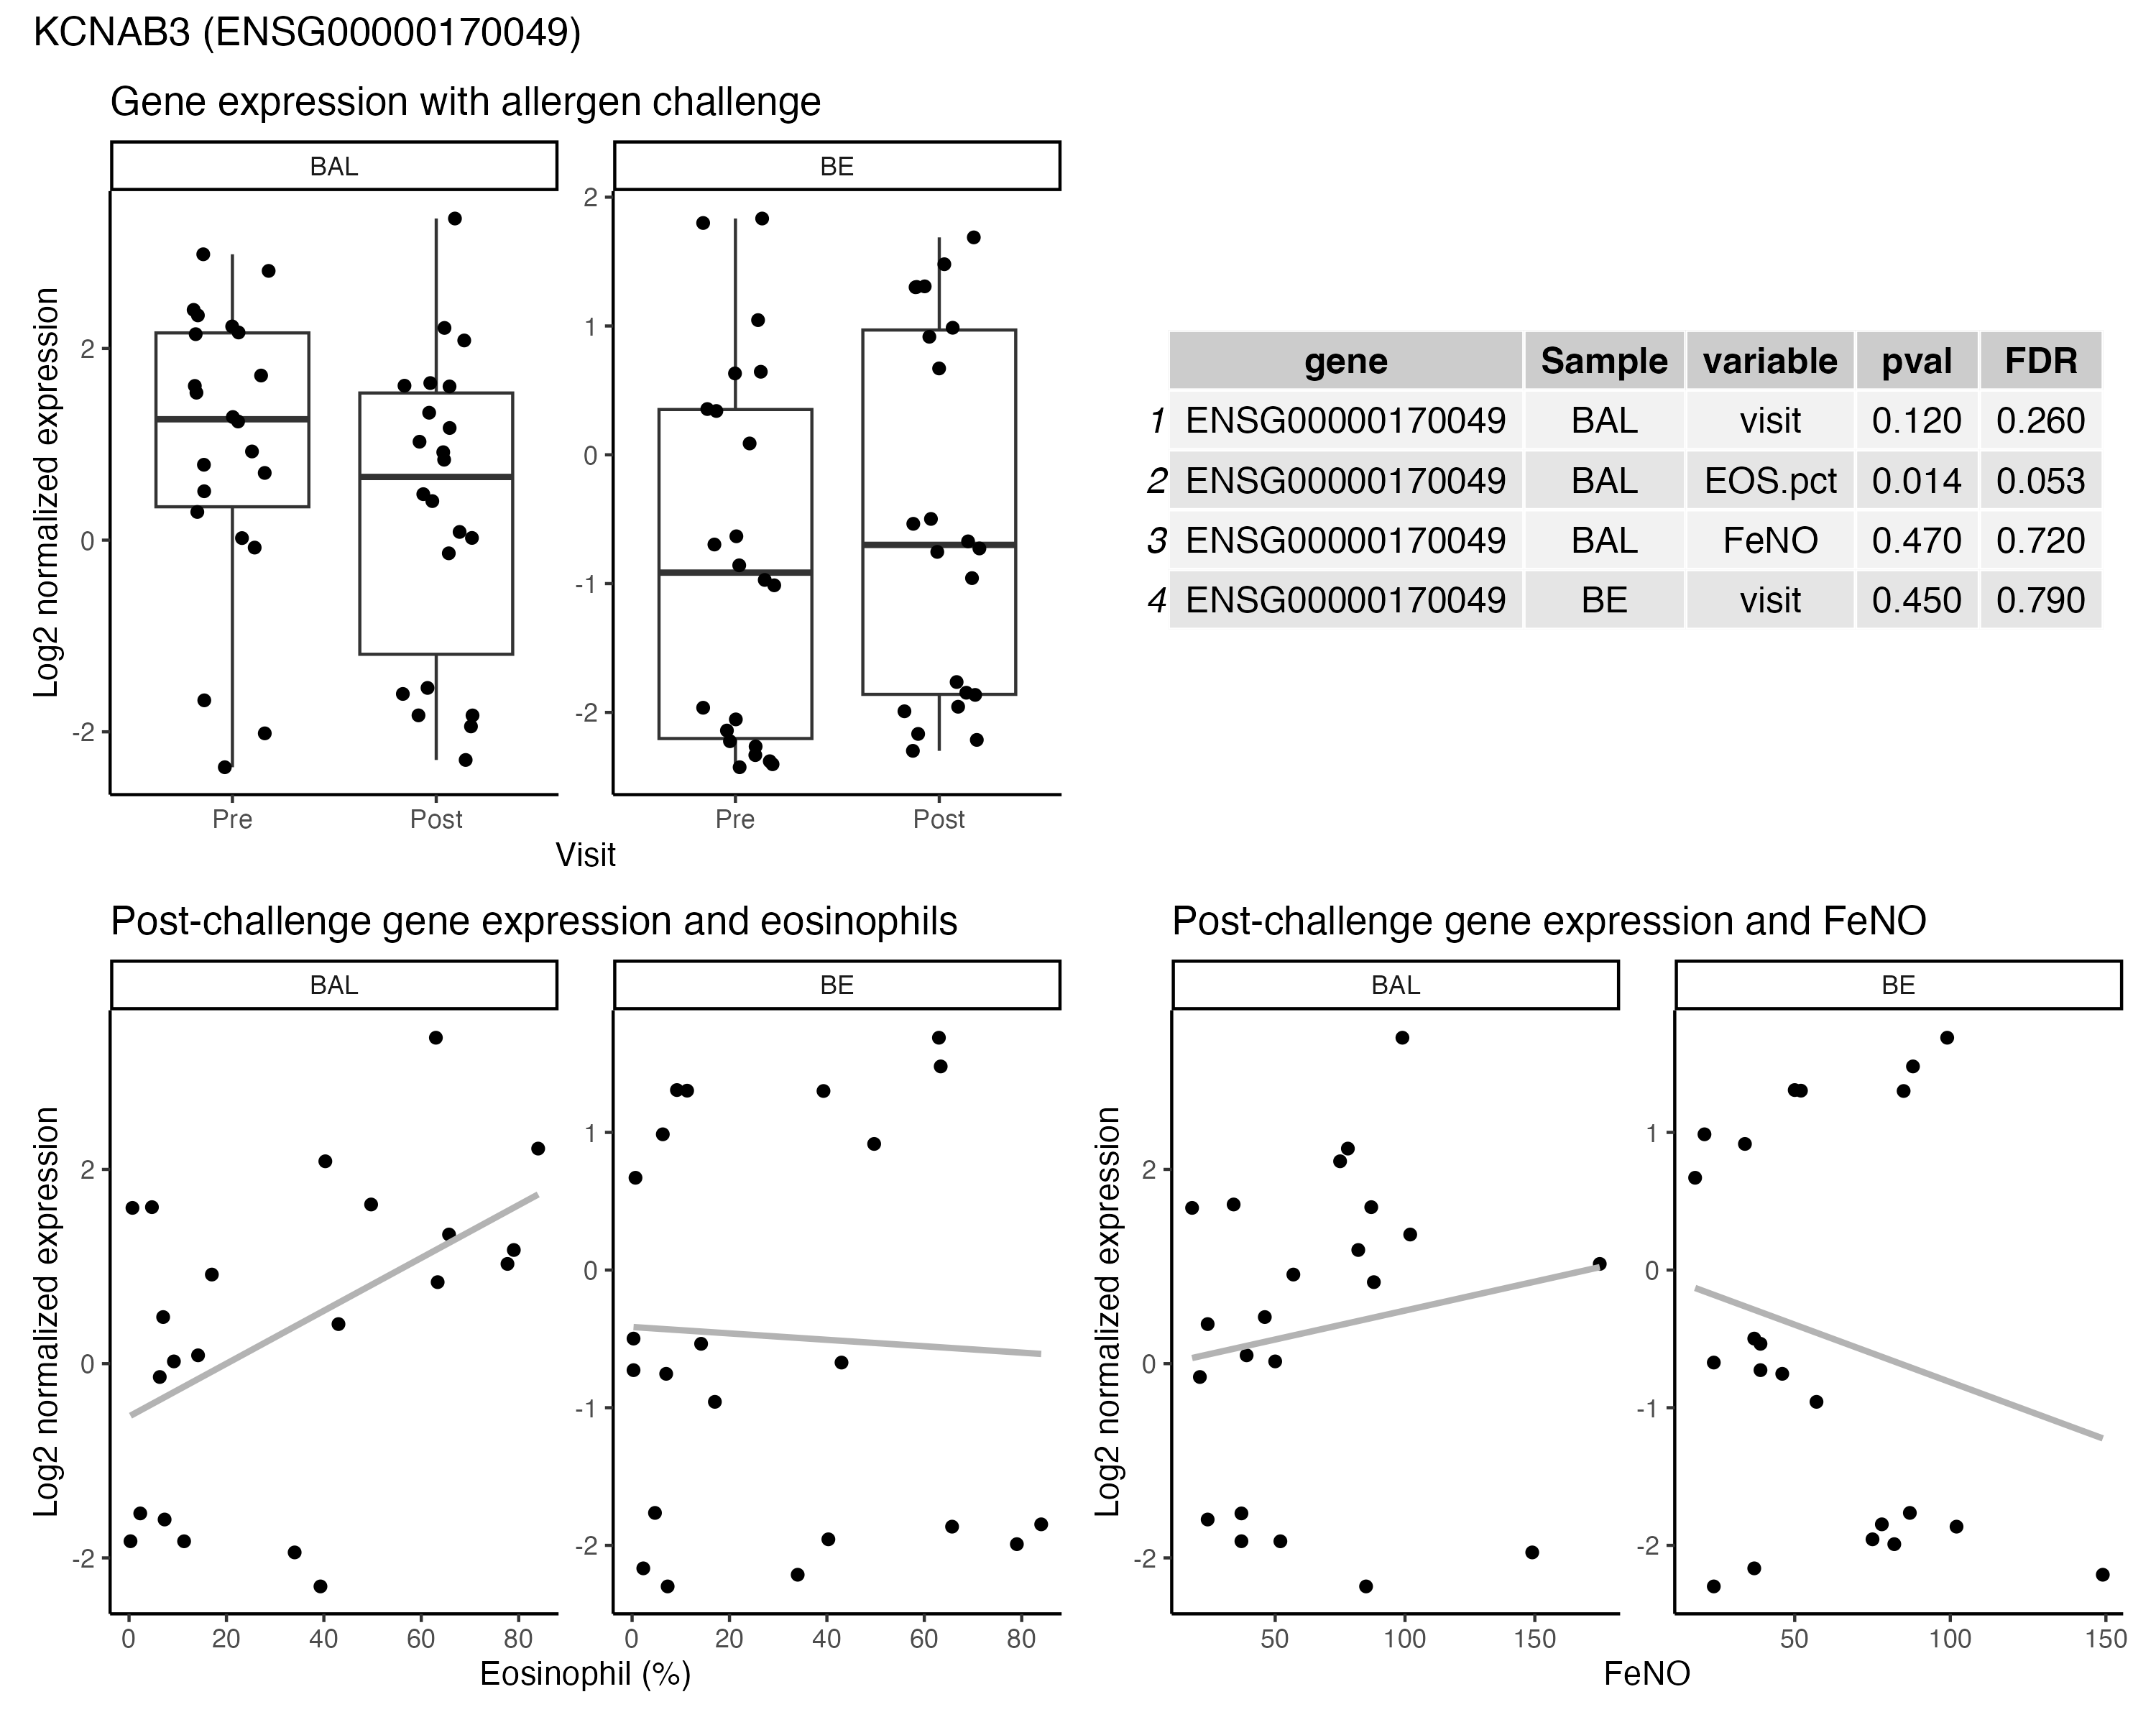 KCNAB3 (ENSG00000170049)
Gene expression with allergen challenge
BAL
BE
Log2 normalized expression
2
0
-2
2
1
0
-1
-2
Pre
Post
Pre
Post
Visit
gene Sample variable pval FDR
1 ENSG00000170049 BAL visit 0.120 0.260
2 ENSG00000170049 BAL EOS.pct 0.014 0.053
3 ENSG00000170049 BAL FeNO 0.470 0.720
4 ENSG00000170049 BE visit 0.450 0.790
Post-challenge gene expression and eosinophils
BAL
BE
Log2 normalized expression
2
0
-2
1
0
-1
-2
0 20 40 60 80
0 20 40 60 80
Eosinophil (%)
Post-challenge gene expression and FeNO
BAL
BE
Log2 normalized expression
2
0
-2
1
0
-1
-2
50 100 150
50 100 150
FeNO